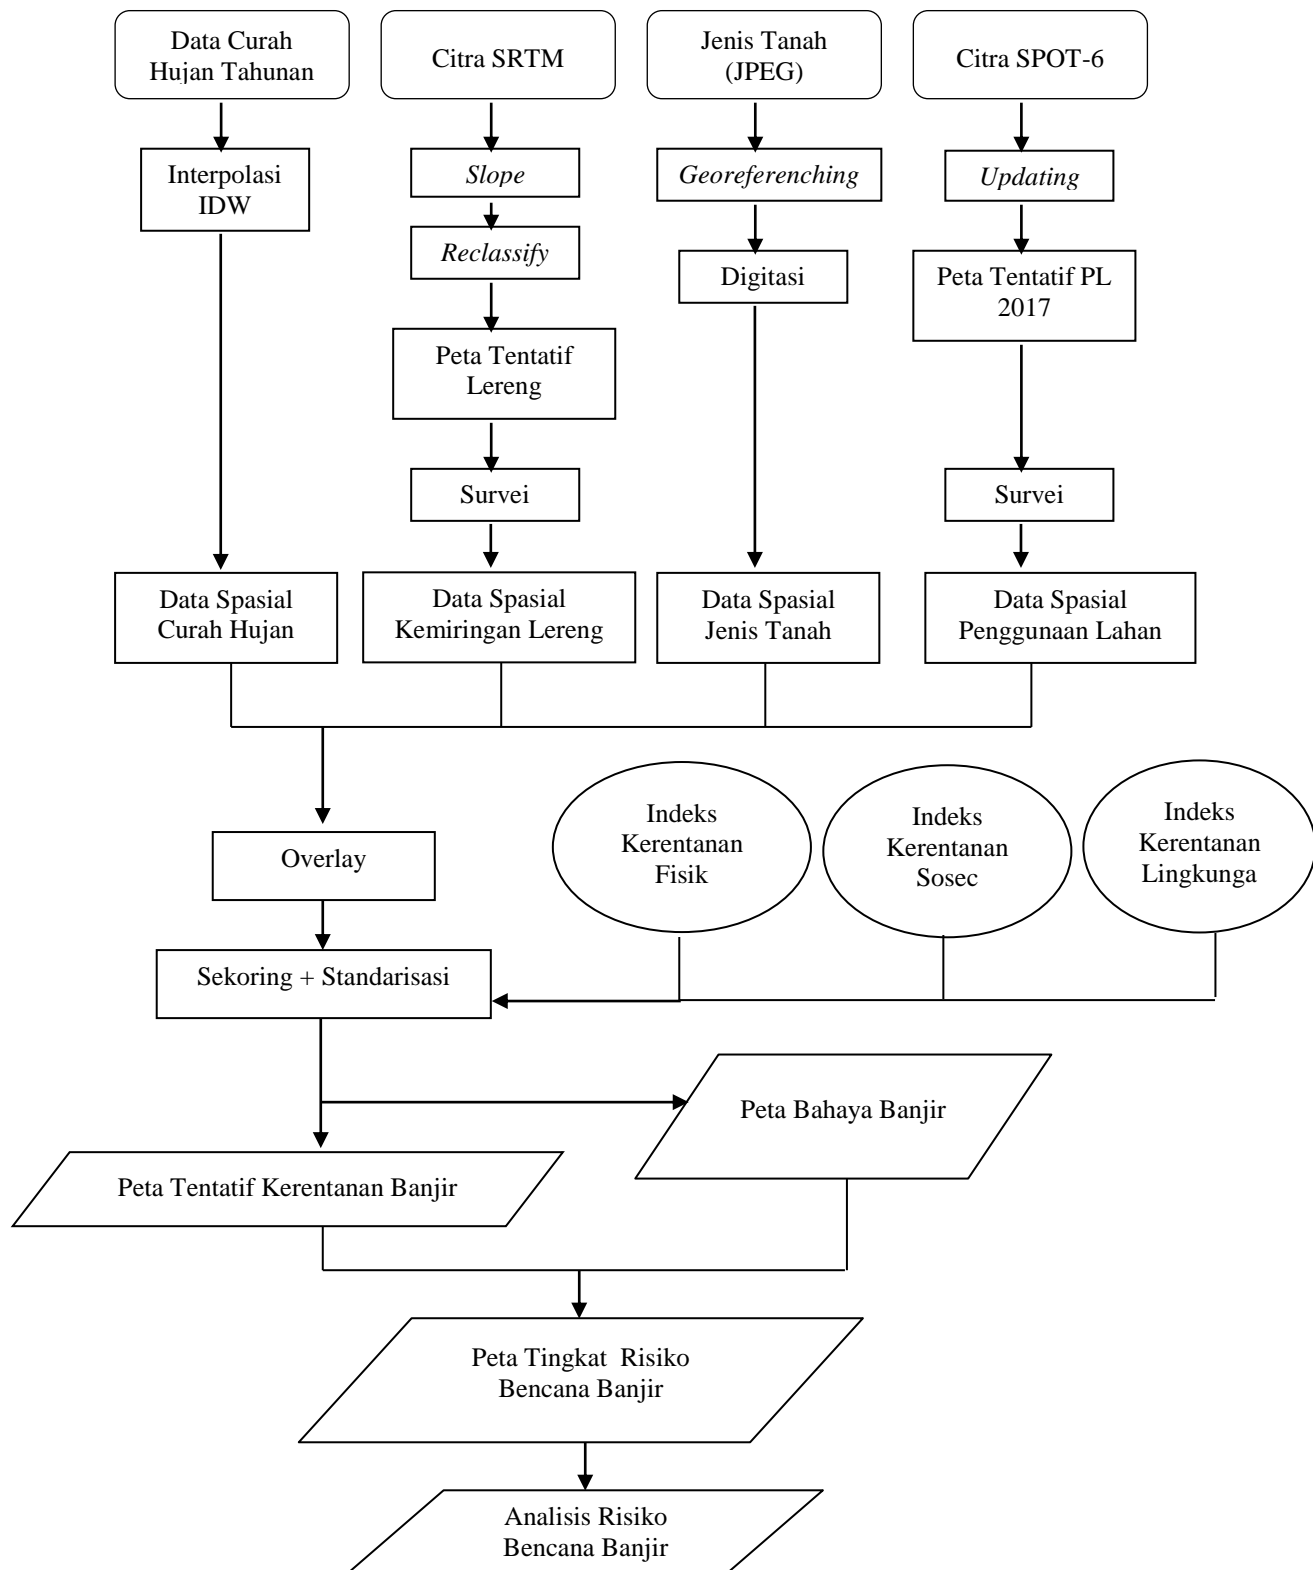 Data Curah
Hujan Tahunan
Citra SRTM
Jenis Tanah
(JPEG)
Citra SPOT-6
Interpolasi
IDW
Slope
Georeferenching
Updating
Reclassify
Digitasi
Peta Tentatif PL
2017
Peta Tentatif
Lereng
Survei
Survei
Data Spasial
Curah Hujan
Data Spasial
Kemiringan Lereng
Data Spasial
Jenis Tanah
Data Spasial
Penggunaan Lahan
Overlay
Indeks
Kerentanan
Fisik
Indeks
Kerentanan
Sosec
Indeks
Kerentanan
Lingkunga
Sekoring + Standarisasi
Peta Bahaya Banjir
Peta Tentatif Kerentanan Banjir
Peta Tingkat  Risiko
Bencana Banjir
Analisis Risiko
Bencana Banjir